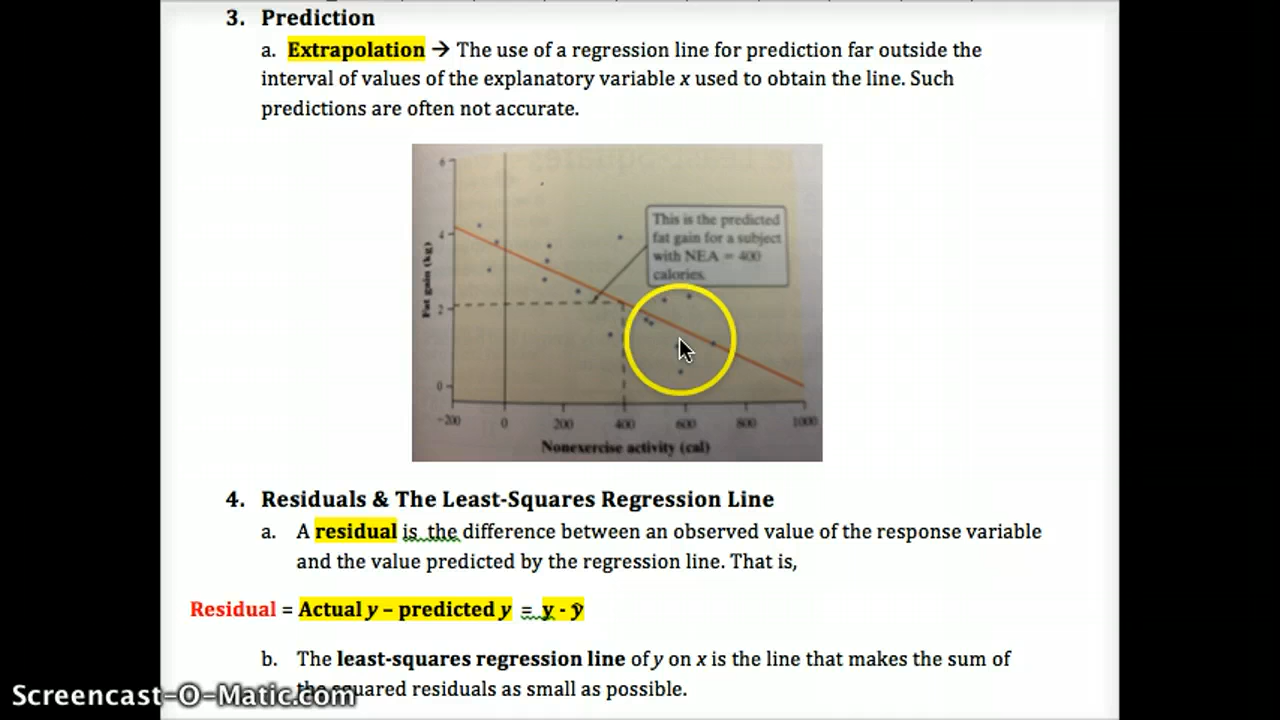 3. Prediction
a. Extrapolation → The use of a regression line for prediction far outside the
interval of values of the explanatory variable x used to obtain the line. Such
predictions are often not accurate.
6
This is the predicted
fat gain for a subject
with NEA = 400
calories.
4
Fat gain (kg)
2
0
-200 0 200 400 600 800 1000
Nonexercise activity (cal)
4. Residuals & The Least-Squares Regression Line
a. A residual is the difference between an observed value of the response variable
and the value predicted by the regression line. That is,
Residual = Actual y – predicted y = y - ŷ
b. The least-squares regression line of y on x is the line that makes the sum of
the squared residuals as small as possible.
Screencast-O-Matic.com